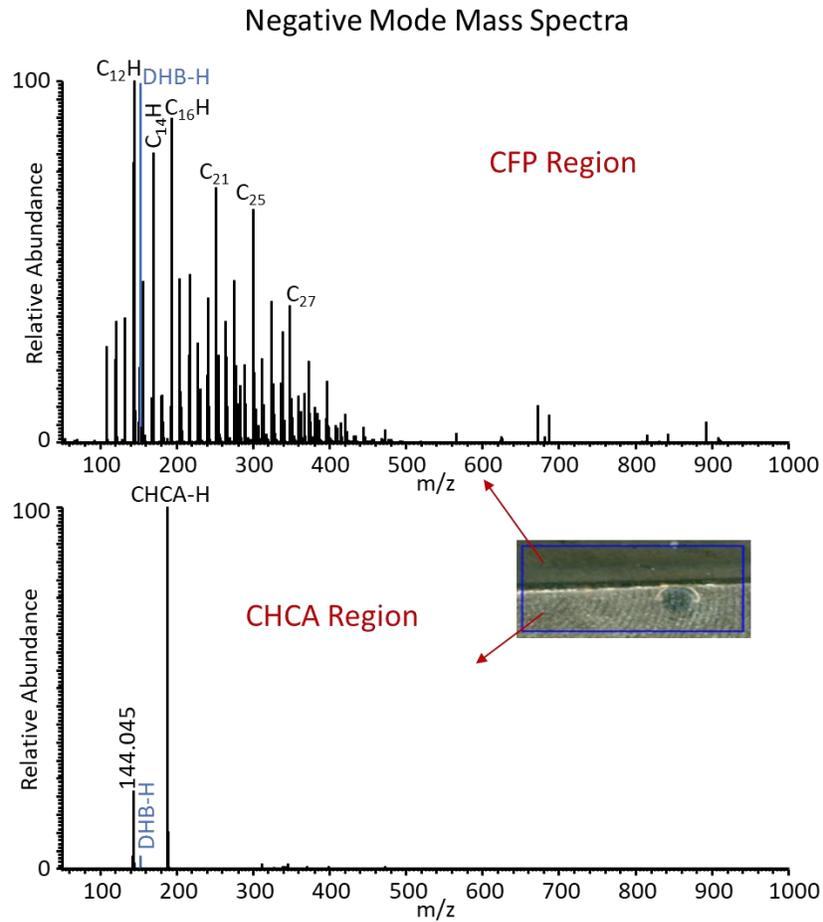 Negative Mode Mass Spectra
C₁₂H
DHB-H
C₁₄H
C₁₆H
C₂₁
C₂₅
C₂₇
CFP Region
Relative Abundance
100
0
100 200 300 400 500 600 700 800 900 1000
m/z
CHCA-H
CHCA Region
144.045
DHB-H
Relative Abundance
100
0
100 200 300 400 500 600 700 800 900 1000
m/z